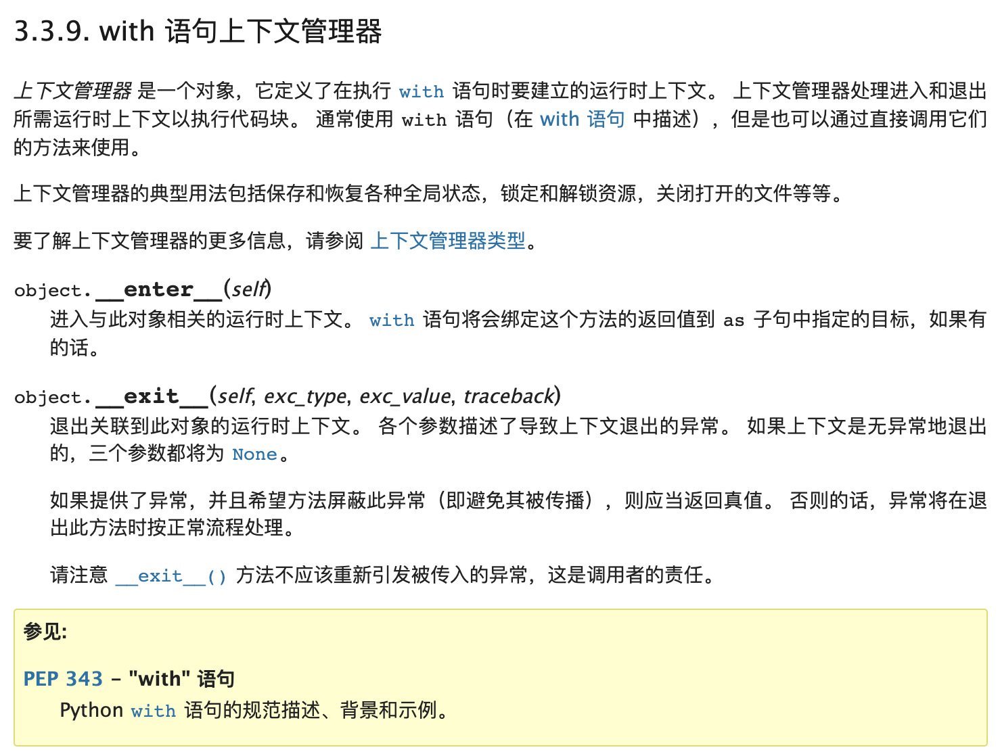 3.3.9. with 语句上下文管理器
上下文管理器 是一个对象，它定义了在执行 with 语句时要建立的运行时上下文。 上下文管理器处理进入和退出
所需运行时上下文以执行代码块。 通常使用 with 语句（在 with 语句 中描述），但是也可以通过直接调用它们
的方法来使用。
上下文管理器的典型用法包括保存和恢复各种全局状态，锁定和解锁资源，关闭打开的文件等等。
要了解上下文管理器的更多信息，请参阅 上下文管理器类型。
object.__enter__(self)
进入与此对象相关的运行时上下文。 with 语句将会绑定这个方法的返回值到 as 子句中指定的目标，如果有
的话。
object.__exit__(self, exc_type, exc_value, traceback)
退出关联到此对象的运行时上下文。 各个参数描述了导致上下文退出的异常。 如果上下文是无异常地退出
的，三个参数都将为 None。
如果提供了异常，并且希望方法屏蔽此异常（即避免其被传播），则应当返回真值。 否则的话，异常将在退
出此方法时按正常流程处理。
请注意 __exit__() 方法不应该重新引发被传入的异常，这是调用者的责任。
参见:
PEP 343 – "with" 语句
Python with 语句的规范描述、背景和示例。